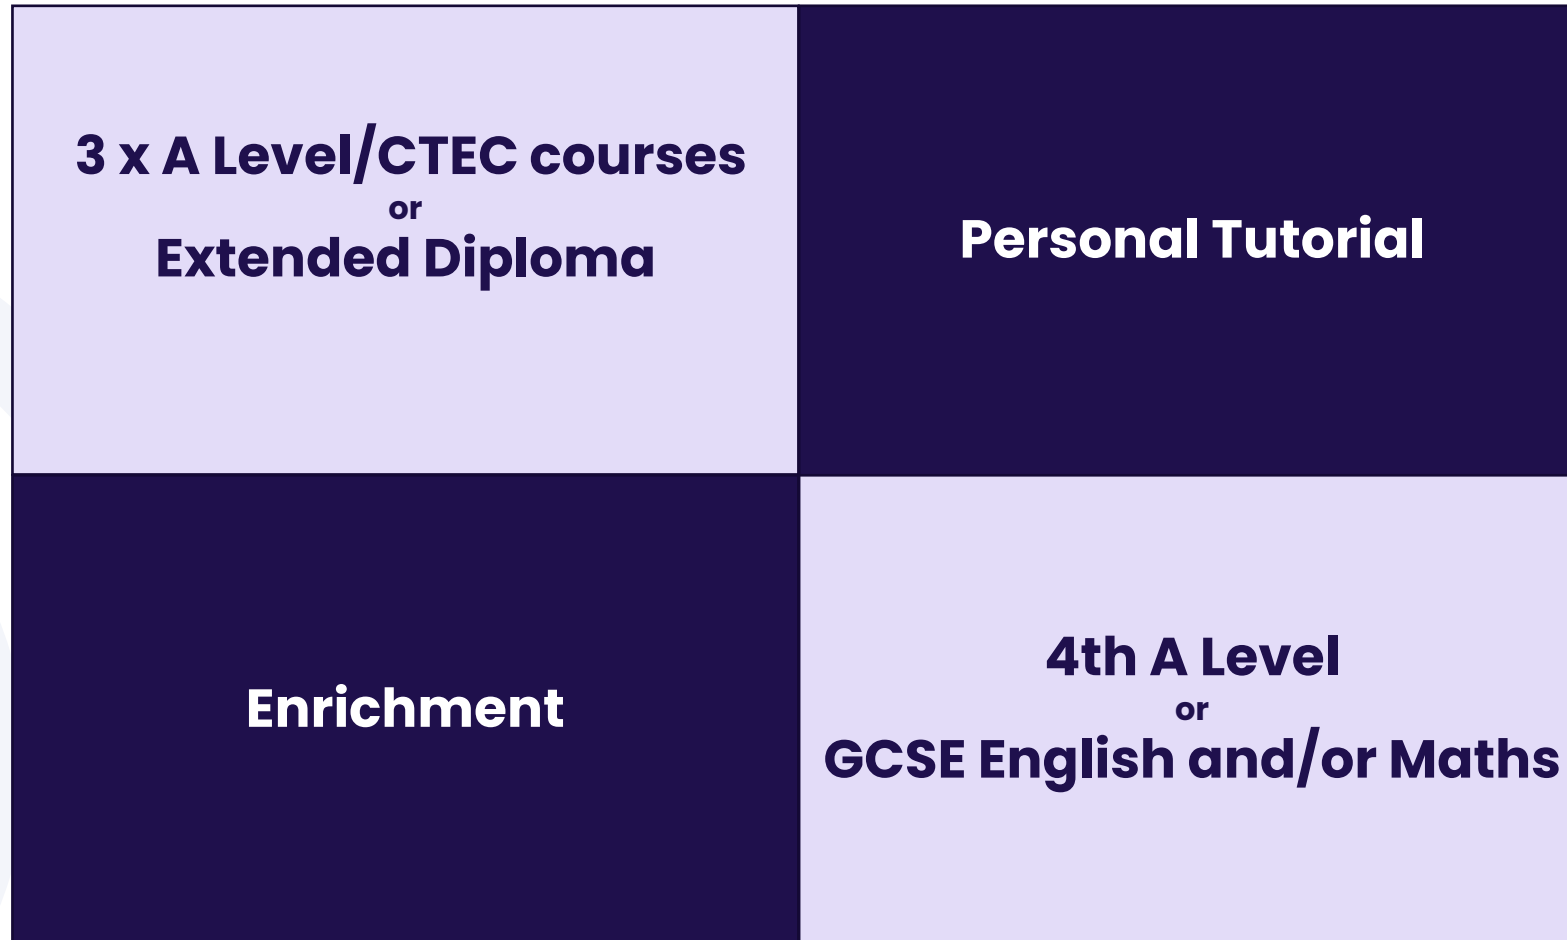 3 x A Level/CTEC courses
or
Extended Diploma
Personal Tutorial
Enrichment
4th A Level
or
GCSE English and/or Maths